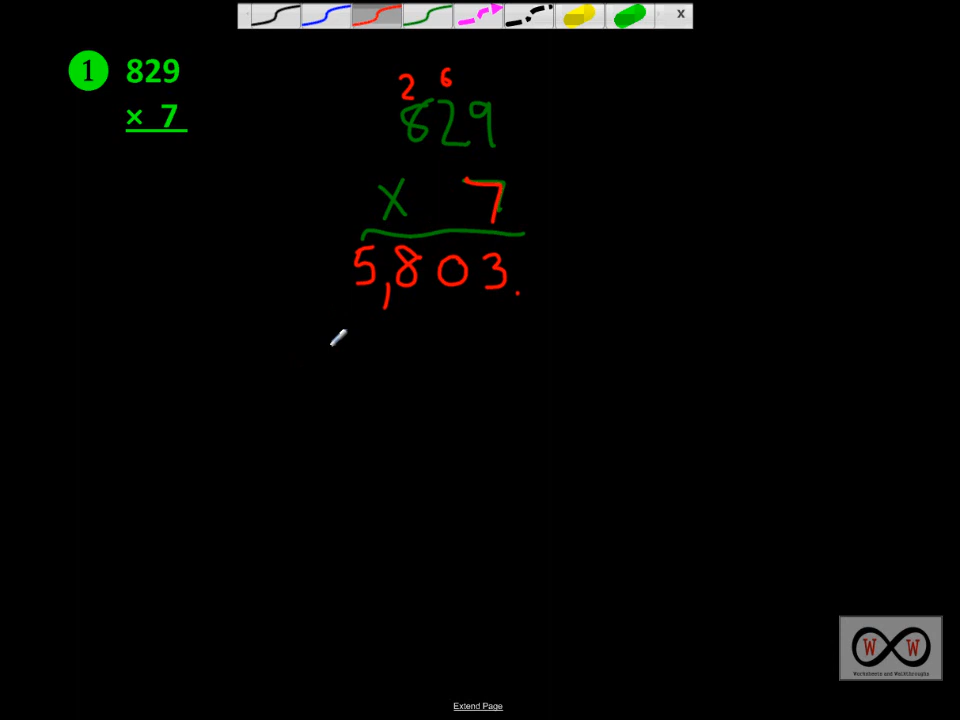 x
1 829
× 7
2 6
829
x 7
5,803.
W W
Worksheets and Walkthroughs
Extend Page